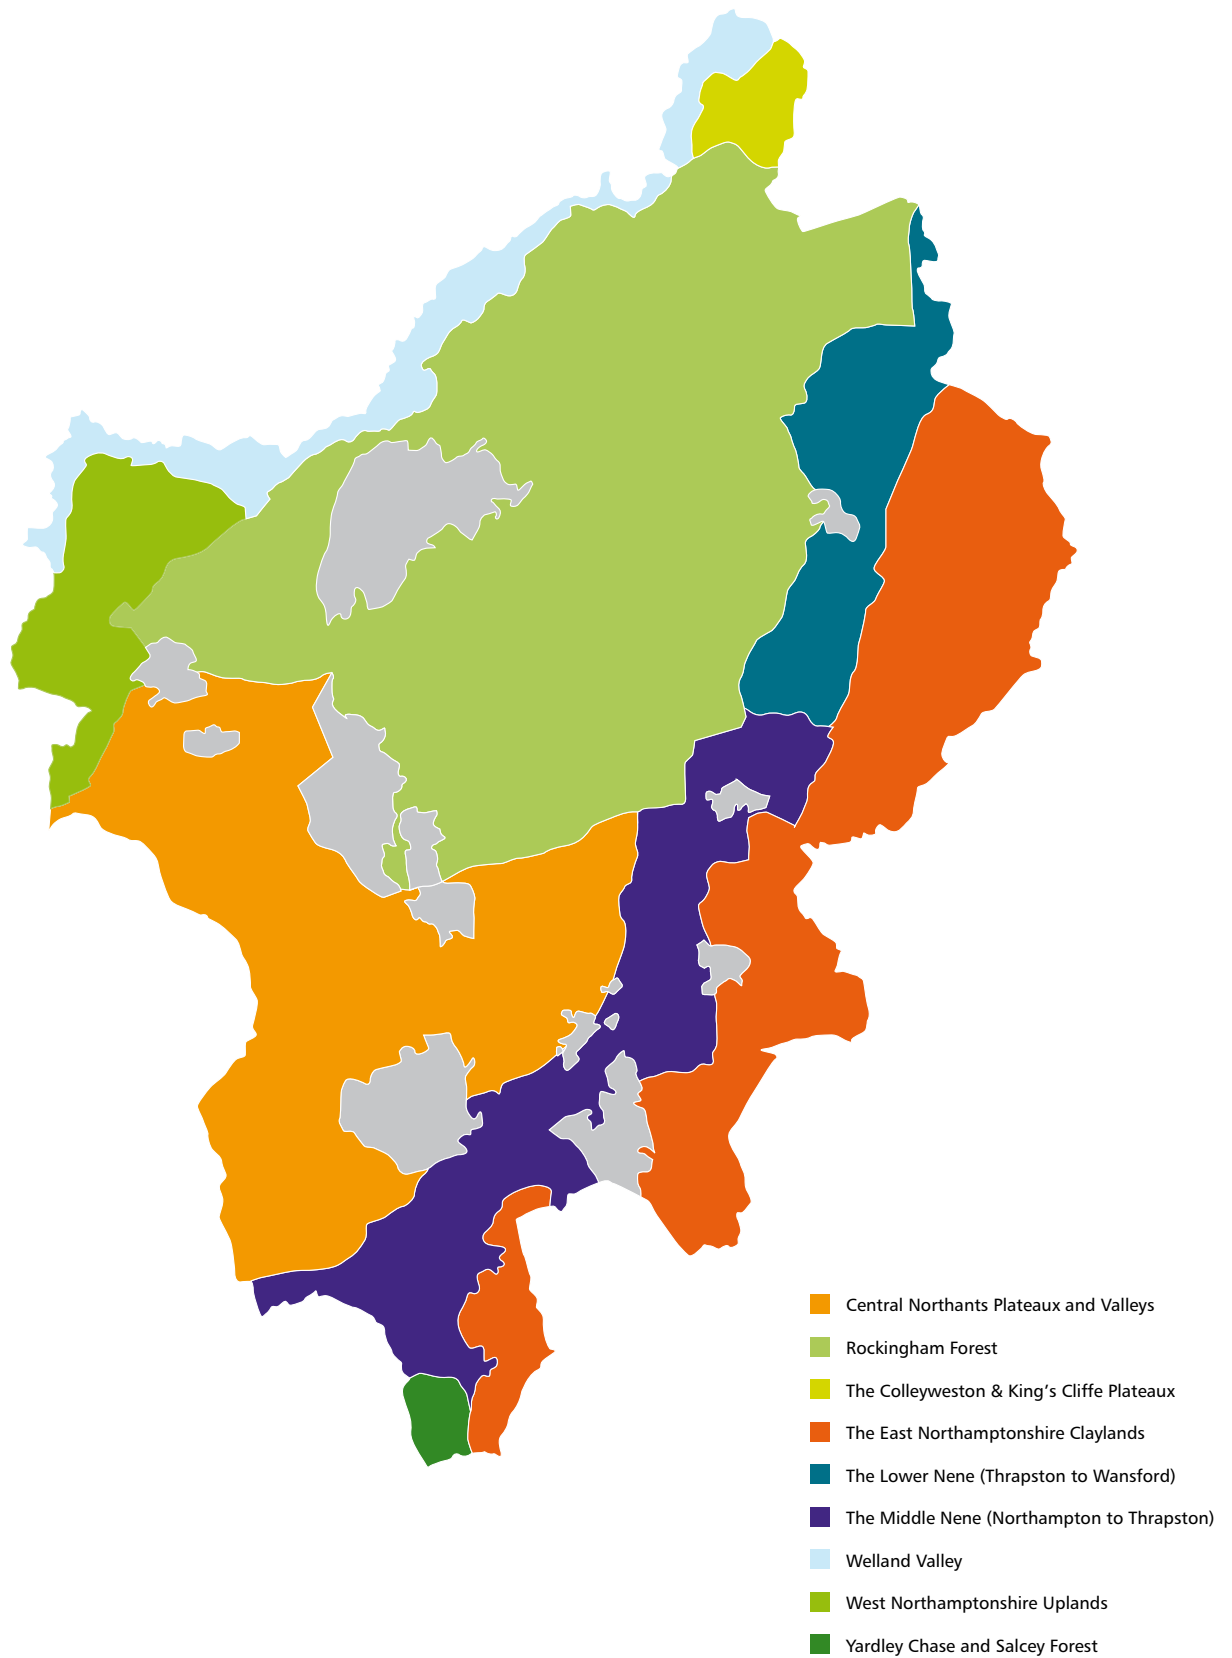 Central Northants Plateaux and Valleys
Rockingham Forest
The Colleyweston & King's Cliffe Plateaux
The East Northamptonshire Claylands
The Lower Nene (Thrapston to Wansford)
The Middle Nene (Northampton to Thrapston)
Welland Valley
West Northamptonshire Uplands
Yardley Chase and Salcey Forest